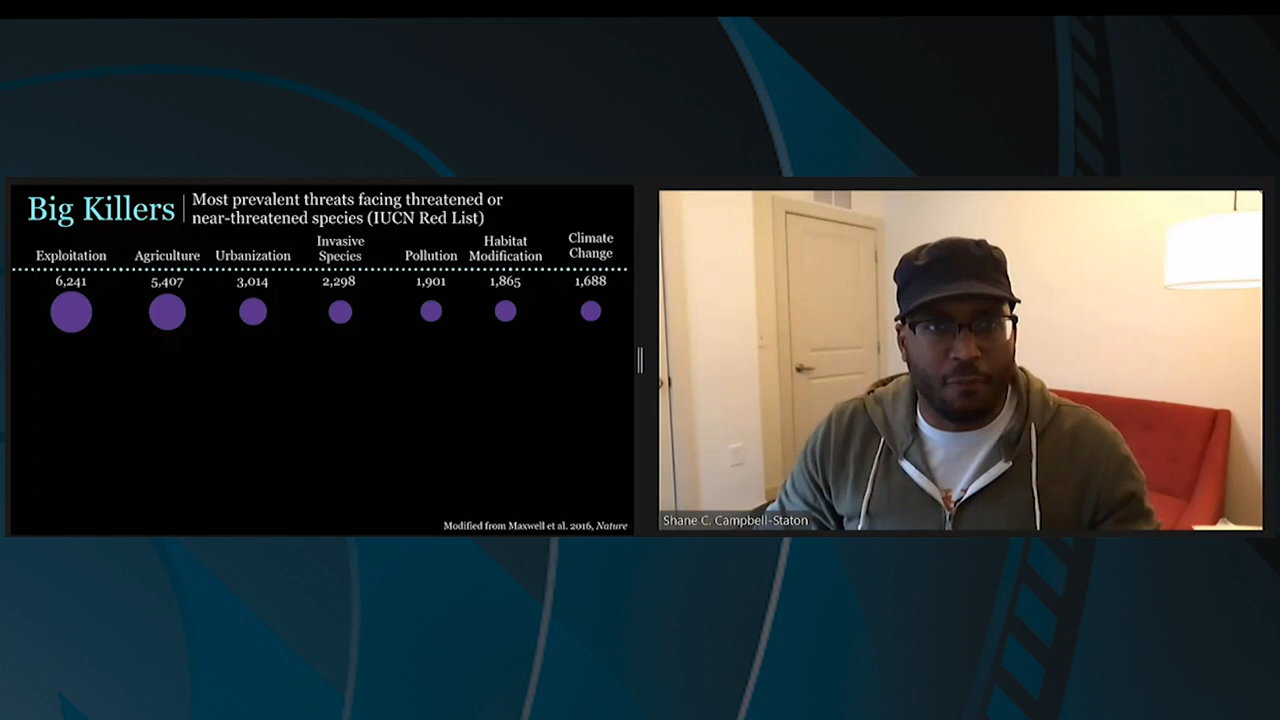 Big Killers
Most prevalent threats facing threatened or
near-threatened species (IUCN Red List)
Exploitation
Agriculture
Urbanization
Invasive
Species
Pollution
Habitat
Modification
Climate
Change
6,241
5,407
3,014
2,298
1,901
1,865
1,688
Modified from Maxwell et al. 2016, Nature
Shane C. Campbell-Staton